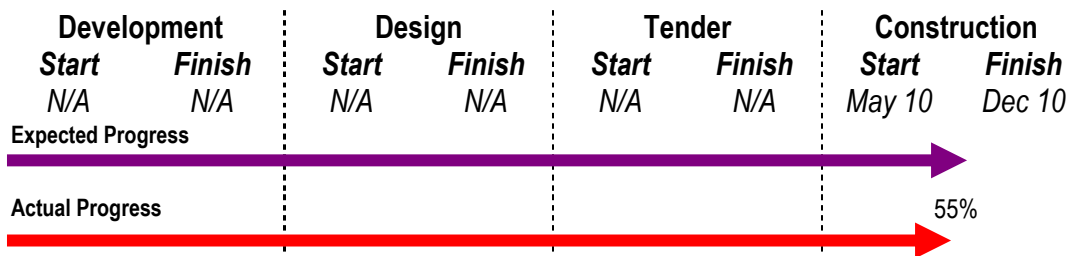 Development Design Tender Construction
Start Finish Start Finish Start Finish Start Finish
N/A N/A N/A N/A N/A N/A May 10 Dec 10
Expected Progress
Actual Progress 55%